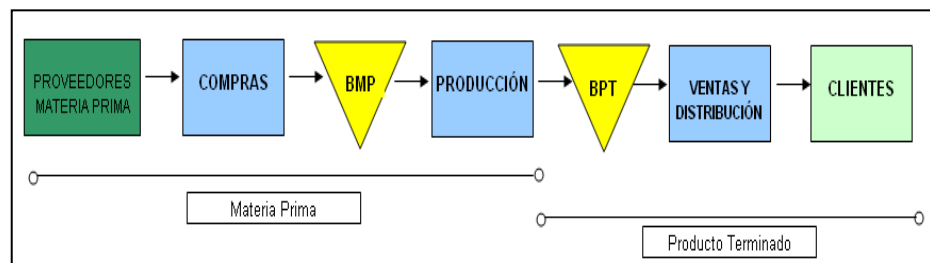 PROVEEDORES
MATERIA PRIMA
COMPRAS
BMP
PRODUCCIÓN
BPT
VENTAS Y
DISTRIBUCIÓN
CLIENTES
Materia Prima
Producto Terminado